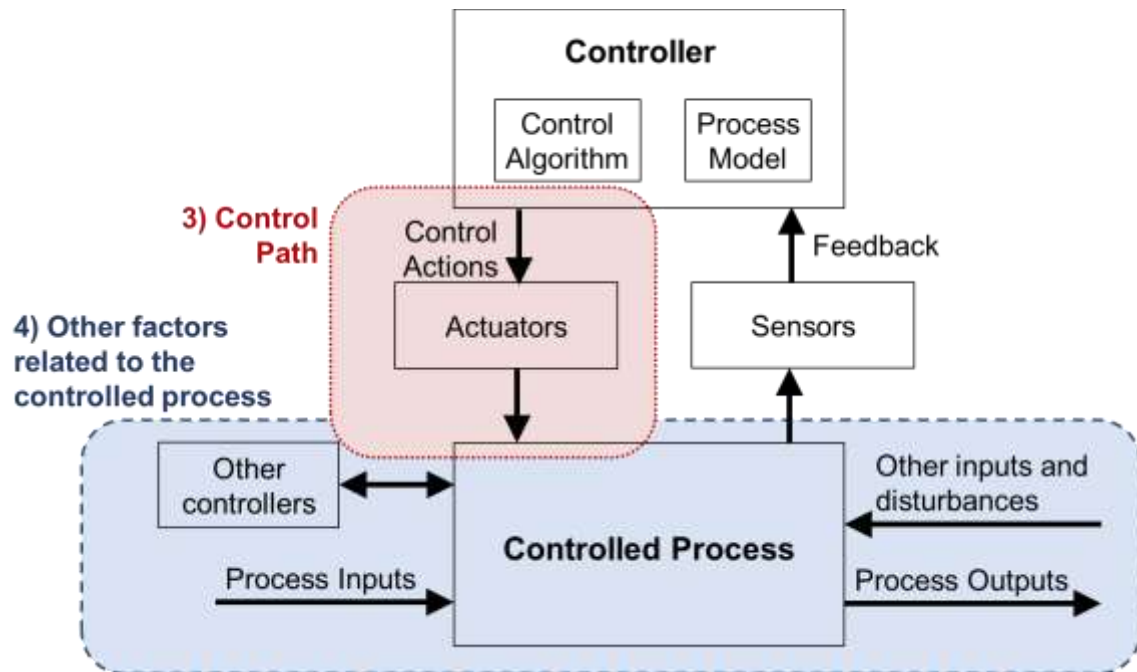 Controller
Control
Algorithm
Process
Model
3) Control
Path
Control
Actions
Feedback
Actuators
Sensors
4) Other factors
related to the
controlled process
Other
controllers
Other inputs and
disturbances
Controlled Process
Process Inputs
Process Outputs